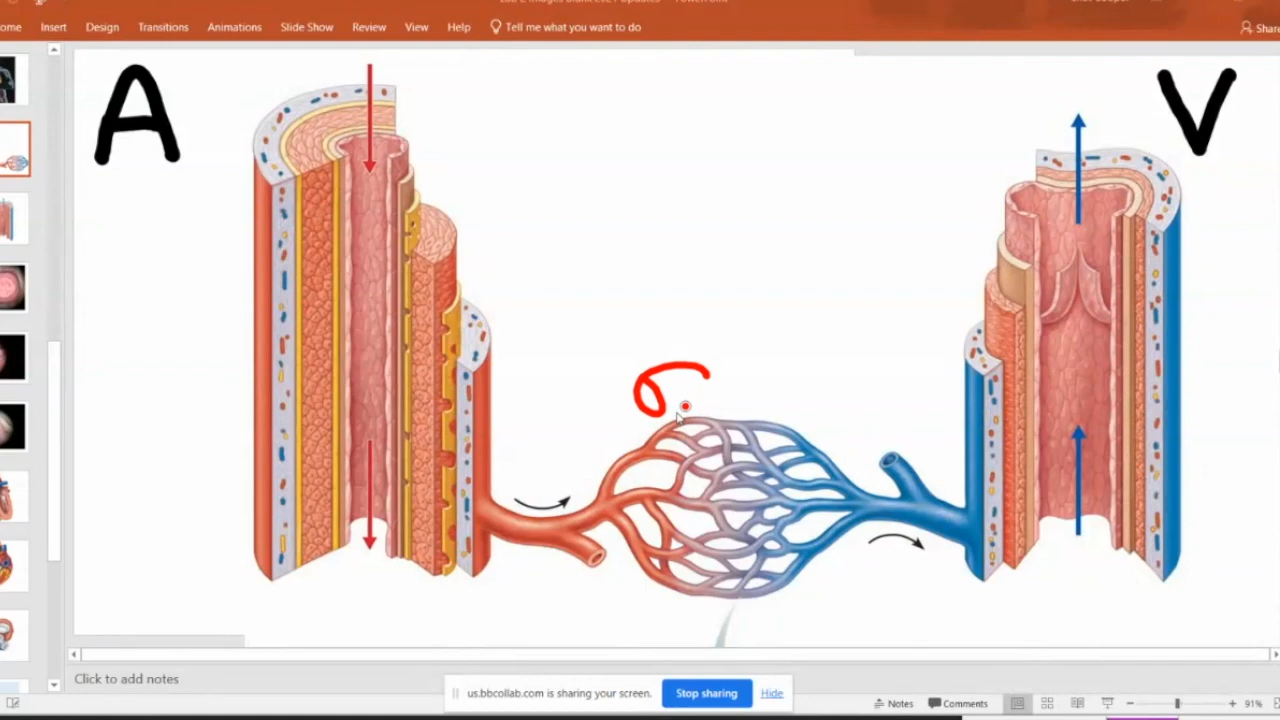 ome Insert Design Transitions Animations Slide Show Review View Help Tell me what you want to do Share
A
V
Click to add notes
us.bbcollab.com is sharing your screen. Stop sharing Hide
Notes Comments 91%